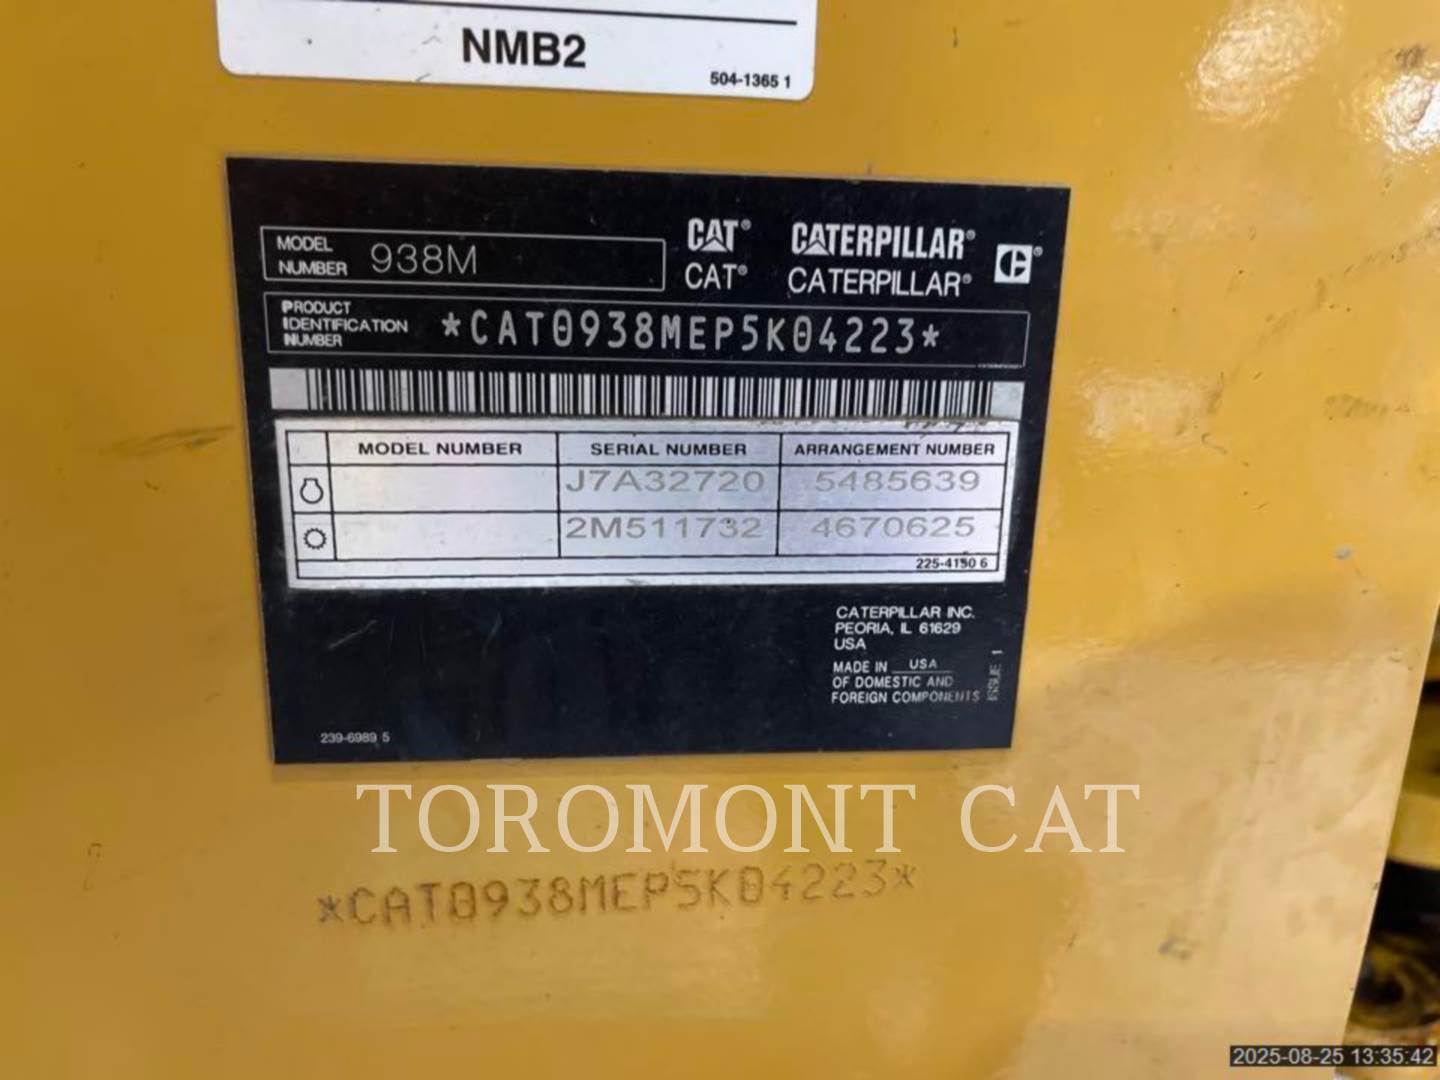 NMB2
504-1365 1
MODEL NUMBER 938M
CAT® CATERPILLAR®
CAT® CATERPILLAR®
PRODUCT IDENTIFICATION NUMBER *CAT0938MEP5K04223*
MODEL NUMBER SERIAL NUMBER ARRANGEMENT NUMBER
J7A32720 5485639
2M511732 4670625
225-4190 6
CATERPILLAR INC.
PEORIA, IL 61629
USA
MADE IN USA
OF DOMESTIC AND
FOREIGN COMPONENTS
ISSUE 1
239-6989 5
TOROMONT CAT
*CAT0938MEP5K04223*
2025-08-25 13:35:42